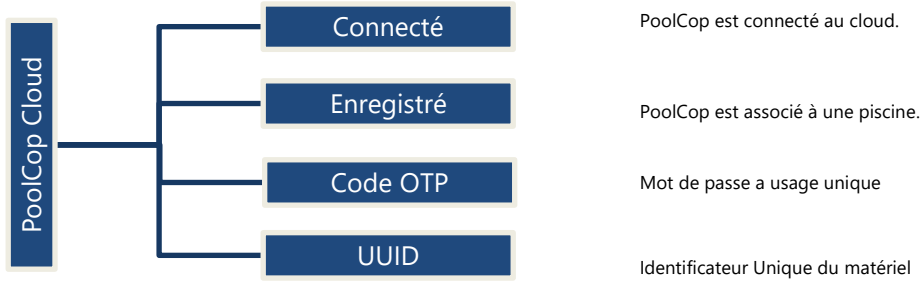 PoolCop Cloud
Connecté
PoolCop est connecté au cloud.
Enregistré
PoolCop est associé à une piscine.
Code OTP
Mot de passe a usage unique
UUID
Identificateur Unique du matériel